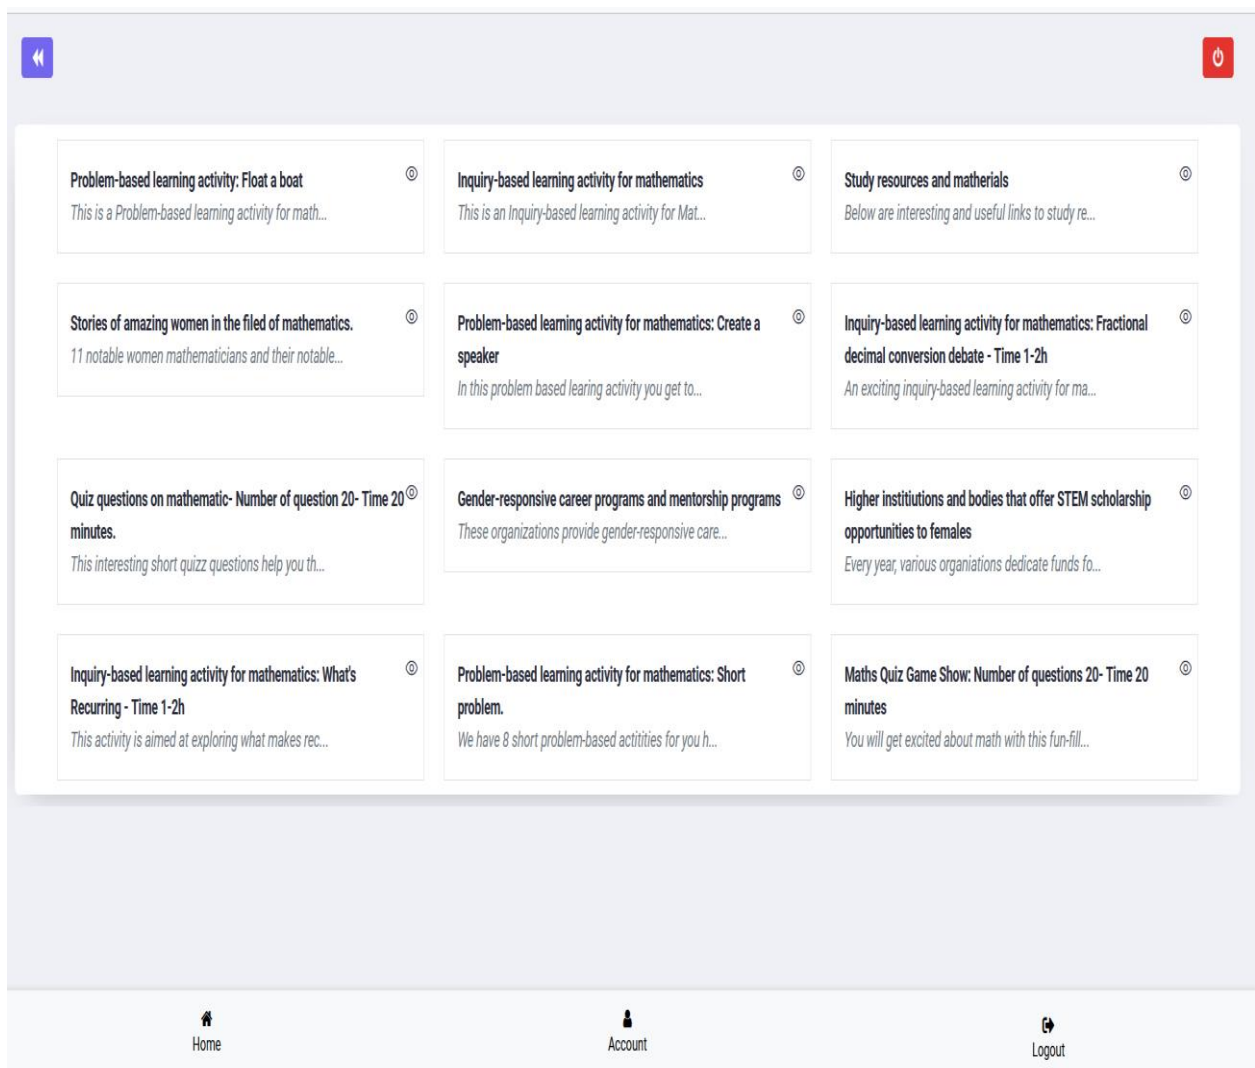 Problem-based learning activity: Float a boat
This is a Problem-based learning activity for math...
Inquiry-based learning activity for mathematics
This is an Inquiry-based learning activity for Mat...
Study resources and matherials
Below are interesting and useful links to study re...
Stories of amazing women in the filed of mathematics.
11 notable women mathematicians and their notable...
Problem-based learning activity for mathematics: Create a
speaker
In this problem based learing activity you get to...
Inquiry-based learning activity for mathematics: Fractional
decimal conversion debate - Time 1-2h
An exciting inquiry-based learning activity for ma...
Quiz questions on mathematic- Number of question 20- Time 20
minutes.
This interesting short quizz questions help you th...
Gender-responsive career programs and mentorship programs
These organizations provide gender-responsive care...
Higher institiutions and bodies that offer STEM scholarship
opportunities to females
Every year, various organiations dedicate funds fo...
Inquiry-based learning activity for mathematics: What's
Recurring - Time 1-2h
This activity is aimed at exploring what makes rec...
Problem-based learning activity for mathematics: Short
problem.
We have 8 short problem-based actitities for you h...
Maths Quiz Game Show: Number of questions 20- Time 20
minutes
You will get excited about math with this fun-fill...
Home
Account
Logout